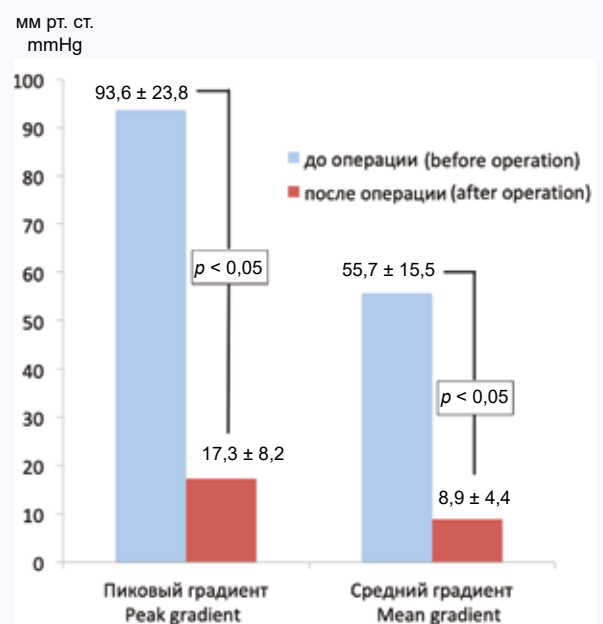 мм рт. ст.
mmHg
100
93,6 ± 23,8
90
до операции (before operation)
80
после операции (after operation)
70
p < 0,05
60
55,7 ± 15,5
50
40
p < 0,05
30
17,3 ± 8,2
20
8,9 ± 4,4
10
0
Пиковый градиент
Peak gradient
Средний градиент
Mean gradient